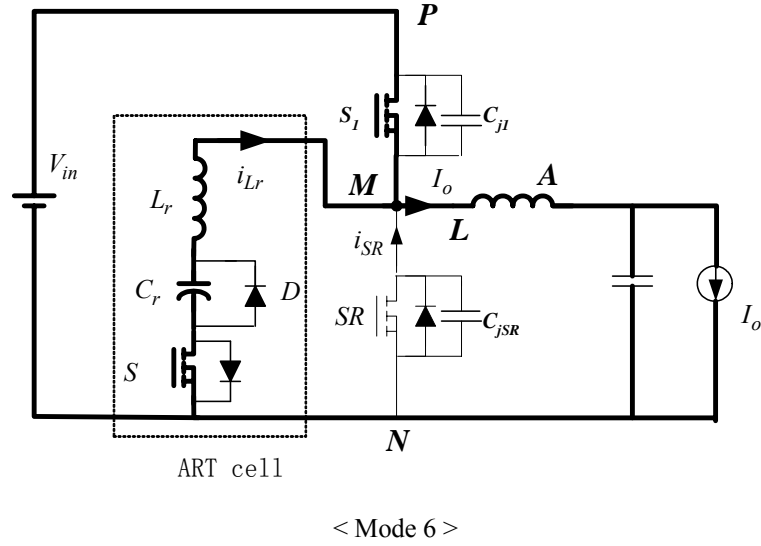 P
S1
Cj1
Vin
iLr
M
Io
A
Lr
L
iSR
Cr
D
SR
CjSR
Io
S
N
ART cell
< Mode 6 >